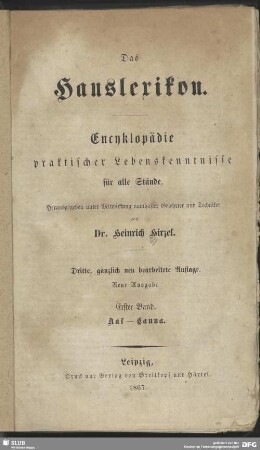 Das
Hauslexikon.
Encyklopädie
praktischer Lebenskenntnisse
für alle Stände.
Herausgegeben unter Mitwirkung namhafter Gelehrter und Techniker
von
Dr. Heinrich Hirzel.
Dritte, gänzlich neu bearbeitete Auflage.
Neue Ausgabe
Erster Band.
Aal — Canna.
Leipzig,
Druck und Verlag von Breitkopf und Härtel.
1867.
SLUB
DFG